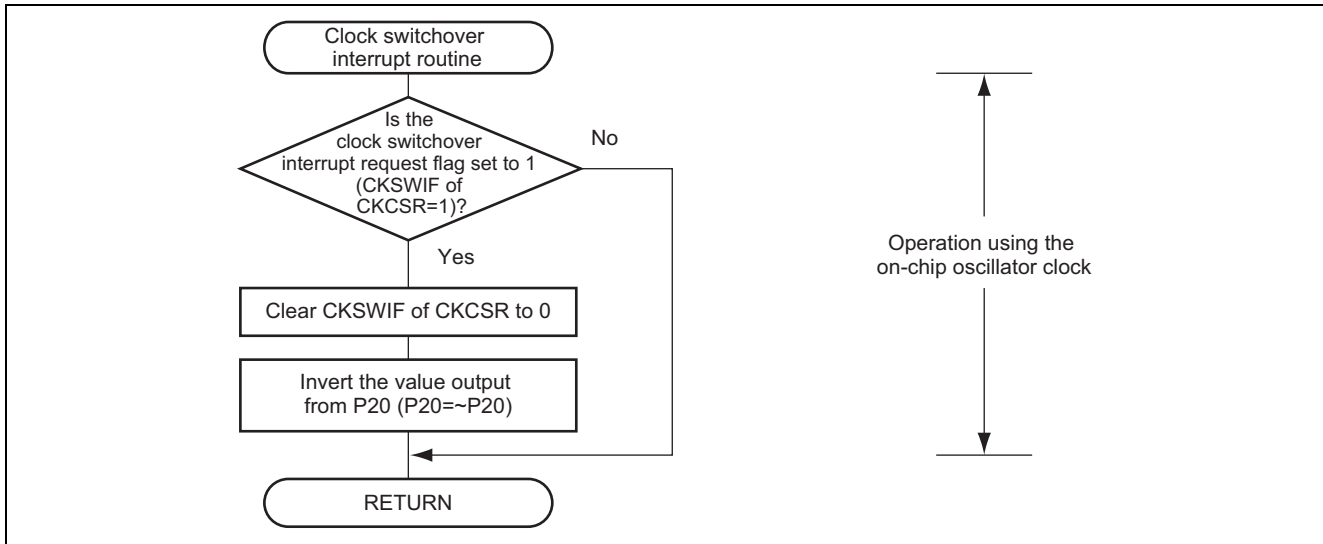 Clock switchover
interrupt routine
Is the
clock switchover
interrupt request flag set to 1
(CKSWIF of
CKCSR=1)?
No
Yes
Clear CKSWIF of CKCSR to 0
Invert the value output
from P20 (P20=~P20)
RETURN
Operation using the
on-chip oscillator clock